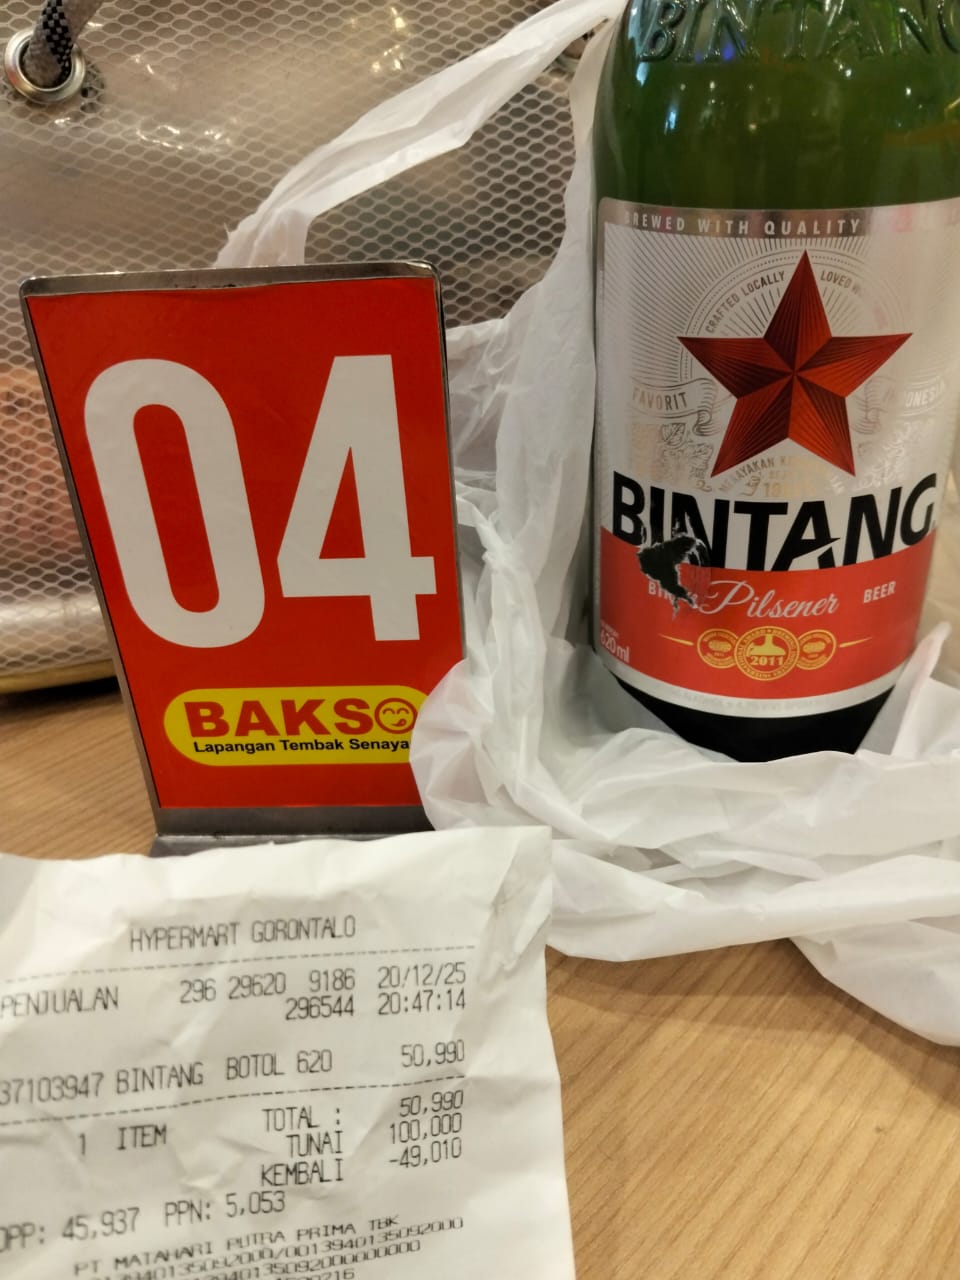 BINTANG
BREWED WITH QUALITY
CRAFTED LOCALLY LOVED
FAVORIT
BINTANG
Pilsener BEER
620ml
2011
04
BAKSO
Lapangan Tembak Senaya
HYPERMART GORONTALO
PENJUALAN 296 29620 9186 20/12/25
296544 20:47:14
37103947 BINTANG BOTOL 620 50,990
1 ITEM TOTAL : 50,990
TUNAI 100,000
KEMBALI -49,010
DPP: 45,937 PPN: 5,053
PT MATAHARI PUTRA PRIMA TBK